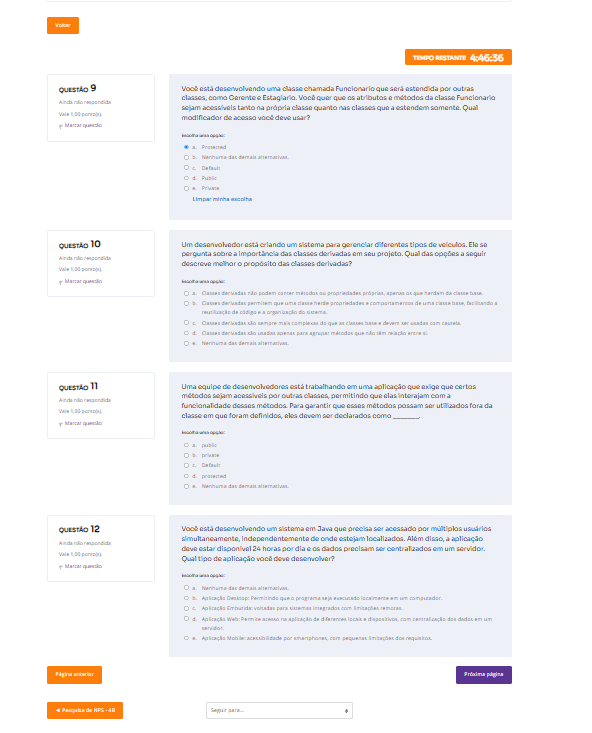 Voltar
TEMPO RESTANTE 4:46:36
QUESTÃO 9
Ainda não respondida
Vale 1,00 ponto(s).
Marcar questão
Você está desenvolvendo uma classe chamada Funcionario que será estendida por outras
classes, como Gerente e Estagiario. Você quer que os atributos e métodos da classe Funcionario
sejam acessíveis tanto na própria classe quanto nas classes que a estendem somente. Qual
modificador de acesso você deve usar?
Escolha uma opção:
a. Protected
b. Nenhuma das demais alternativas.
c. Default
d. Public
e. Private
Limpar minha escolha
QUESTÃO 10
Ainda não respondida
Vale 1,00 ponto(s).
Marcar questão
Um desenvolvedor está criando um sistema para gerenciar diferentes tipos de veículos. Ele se
pergunta sobre a importância das classes derivadas em seu projeto. Qual das opções a seguir
descreve melhor o propósito das classes derivadas?
Escolha uma opção:
a. Classes derivadas não podem conter métodos ou propriedades próprias, apenas os que herdam da classe base.
b. Classes derivadas permitem que uma classe herde propriedades e comportamentos de uma classe base, facilitando a
reutilização de código e a organização do sistema.
c. Classes derivadas são sempre mais complexas do que as classes base e devem ser usadas com cautela.
d. Classes derivadas são usadas apenas para agrupar métodos que não têm relação entre si.
e. Nenhuma das demais alternativas.
QUESTÃO 11
Ainda não respondida
Vale 1,00 ponto(s).
Marcar questão
Uma equipe de desenvolvedores está trabalhando em uma aplicação que exige que certos
métodos sejam acessíveis por outras classes, permitindo que elas interajam com a
funcionalidade desses métodos. Para garantir que esses métodos possam ser utilizados fora da
classe em que foram definidos, eles devem ser declarados como ________.
Escolha uma opção:
a. public
b. private
c. Default
d. protected
e. Nenhuma das demais alternativas.
QUESTÃO 12
Ainda não respondida
Vale 1,00 ponto(s).
Marcar questão
Você está desenvolvendo um sistema em Java que precisa ser acessado por múltiplos usuários
simultaneamente, independentemente de onde estejam localizados. Além disso, a aplicação
deve estar disponível 24 horas por dia e os dados precisam ser centralizados em um servidor.
Qual tipo de aplicação você deve desenvolver?
Escolha uma opção:
a. Nenhuma das demais alternativas.
b. Aplicação Desktop: Permitindo que o programa seja executado localmente em um computador.
c. Aplicação Embutida: voltadas para sistemas integrados com limitações remotas.
d. Aplicação Web: Permite acesso na aplicação de diferentes locais e dispositivos, com centralização dos dados em um
servidor.
e. Aplicação Mobile: acessibilidade por smartphones, com pequenas limitações dos requisitos.
Página anterior
Próxima página
◄ Pesquisa de NPS - 4B
Seguir para...